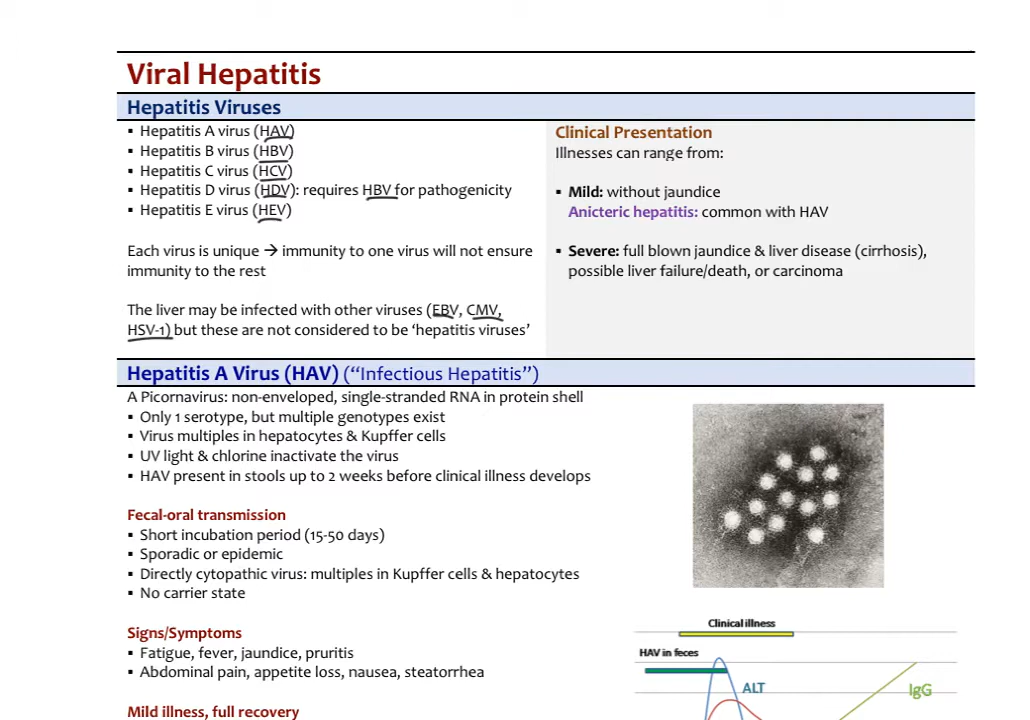 Viral Hepatitis
Hepatitis Viruses
▪ Hepatitis A virus (HAV)
▪ Hepatitis B virus (HBV)
▪ Hepatitis C virus (HCV)
▪ Hepatitis D virus (HDV): requires HBV for pathogenicity
▪ Hepatitis E virus (HEV)
Each virus is unique → immunity to one virus will not ensure
immunity to the rest
The liver may be infected with other viruses (EBV, CMV,
HSV-1) but these are not considered to be ‘hepatitis viruses’
Clinical Presentation
Illnesses can range from:
▪ Mild: without jaundice
Anicteric hepatitis: common with HAV
▪ Severe: full blown jaundice & liver disease (cirrhosis),
possible liver failure/death, or carcinoma
Hepatitis A Virus (HAV) (“Infectious Hepatitis”)
A Picornavirus: non-enveloped, single-stranded RNA in protein shell
▪ Only 1 serotype, but multiple genotypes exist
▪ Virus multiples in hepatocytes & Kupffer cells
▪ UV light & chlorine inactivate the virus
▪ HAV present in stools up to 2 weeks before clinical illness develops
Fecal-oral transmission
▪ Short incubation period (15-50 days)
▪ Sporadic or epidemic
▪ Directly cytopathic virus: multiples in Kupffer cells & hepatocytes
▪ No carrier state
Signs/Symptoms
▪ Fatigue, fever, jaundice, pruritis
▪ Abdominal pain, appetite loss, nausea, steatorrhea
Mild illness, full recovery
Clinical illness
HAV in feces
ALT
IgG